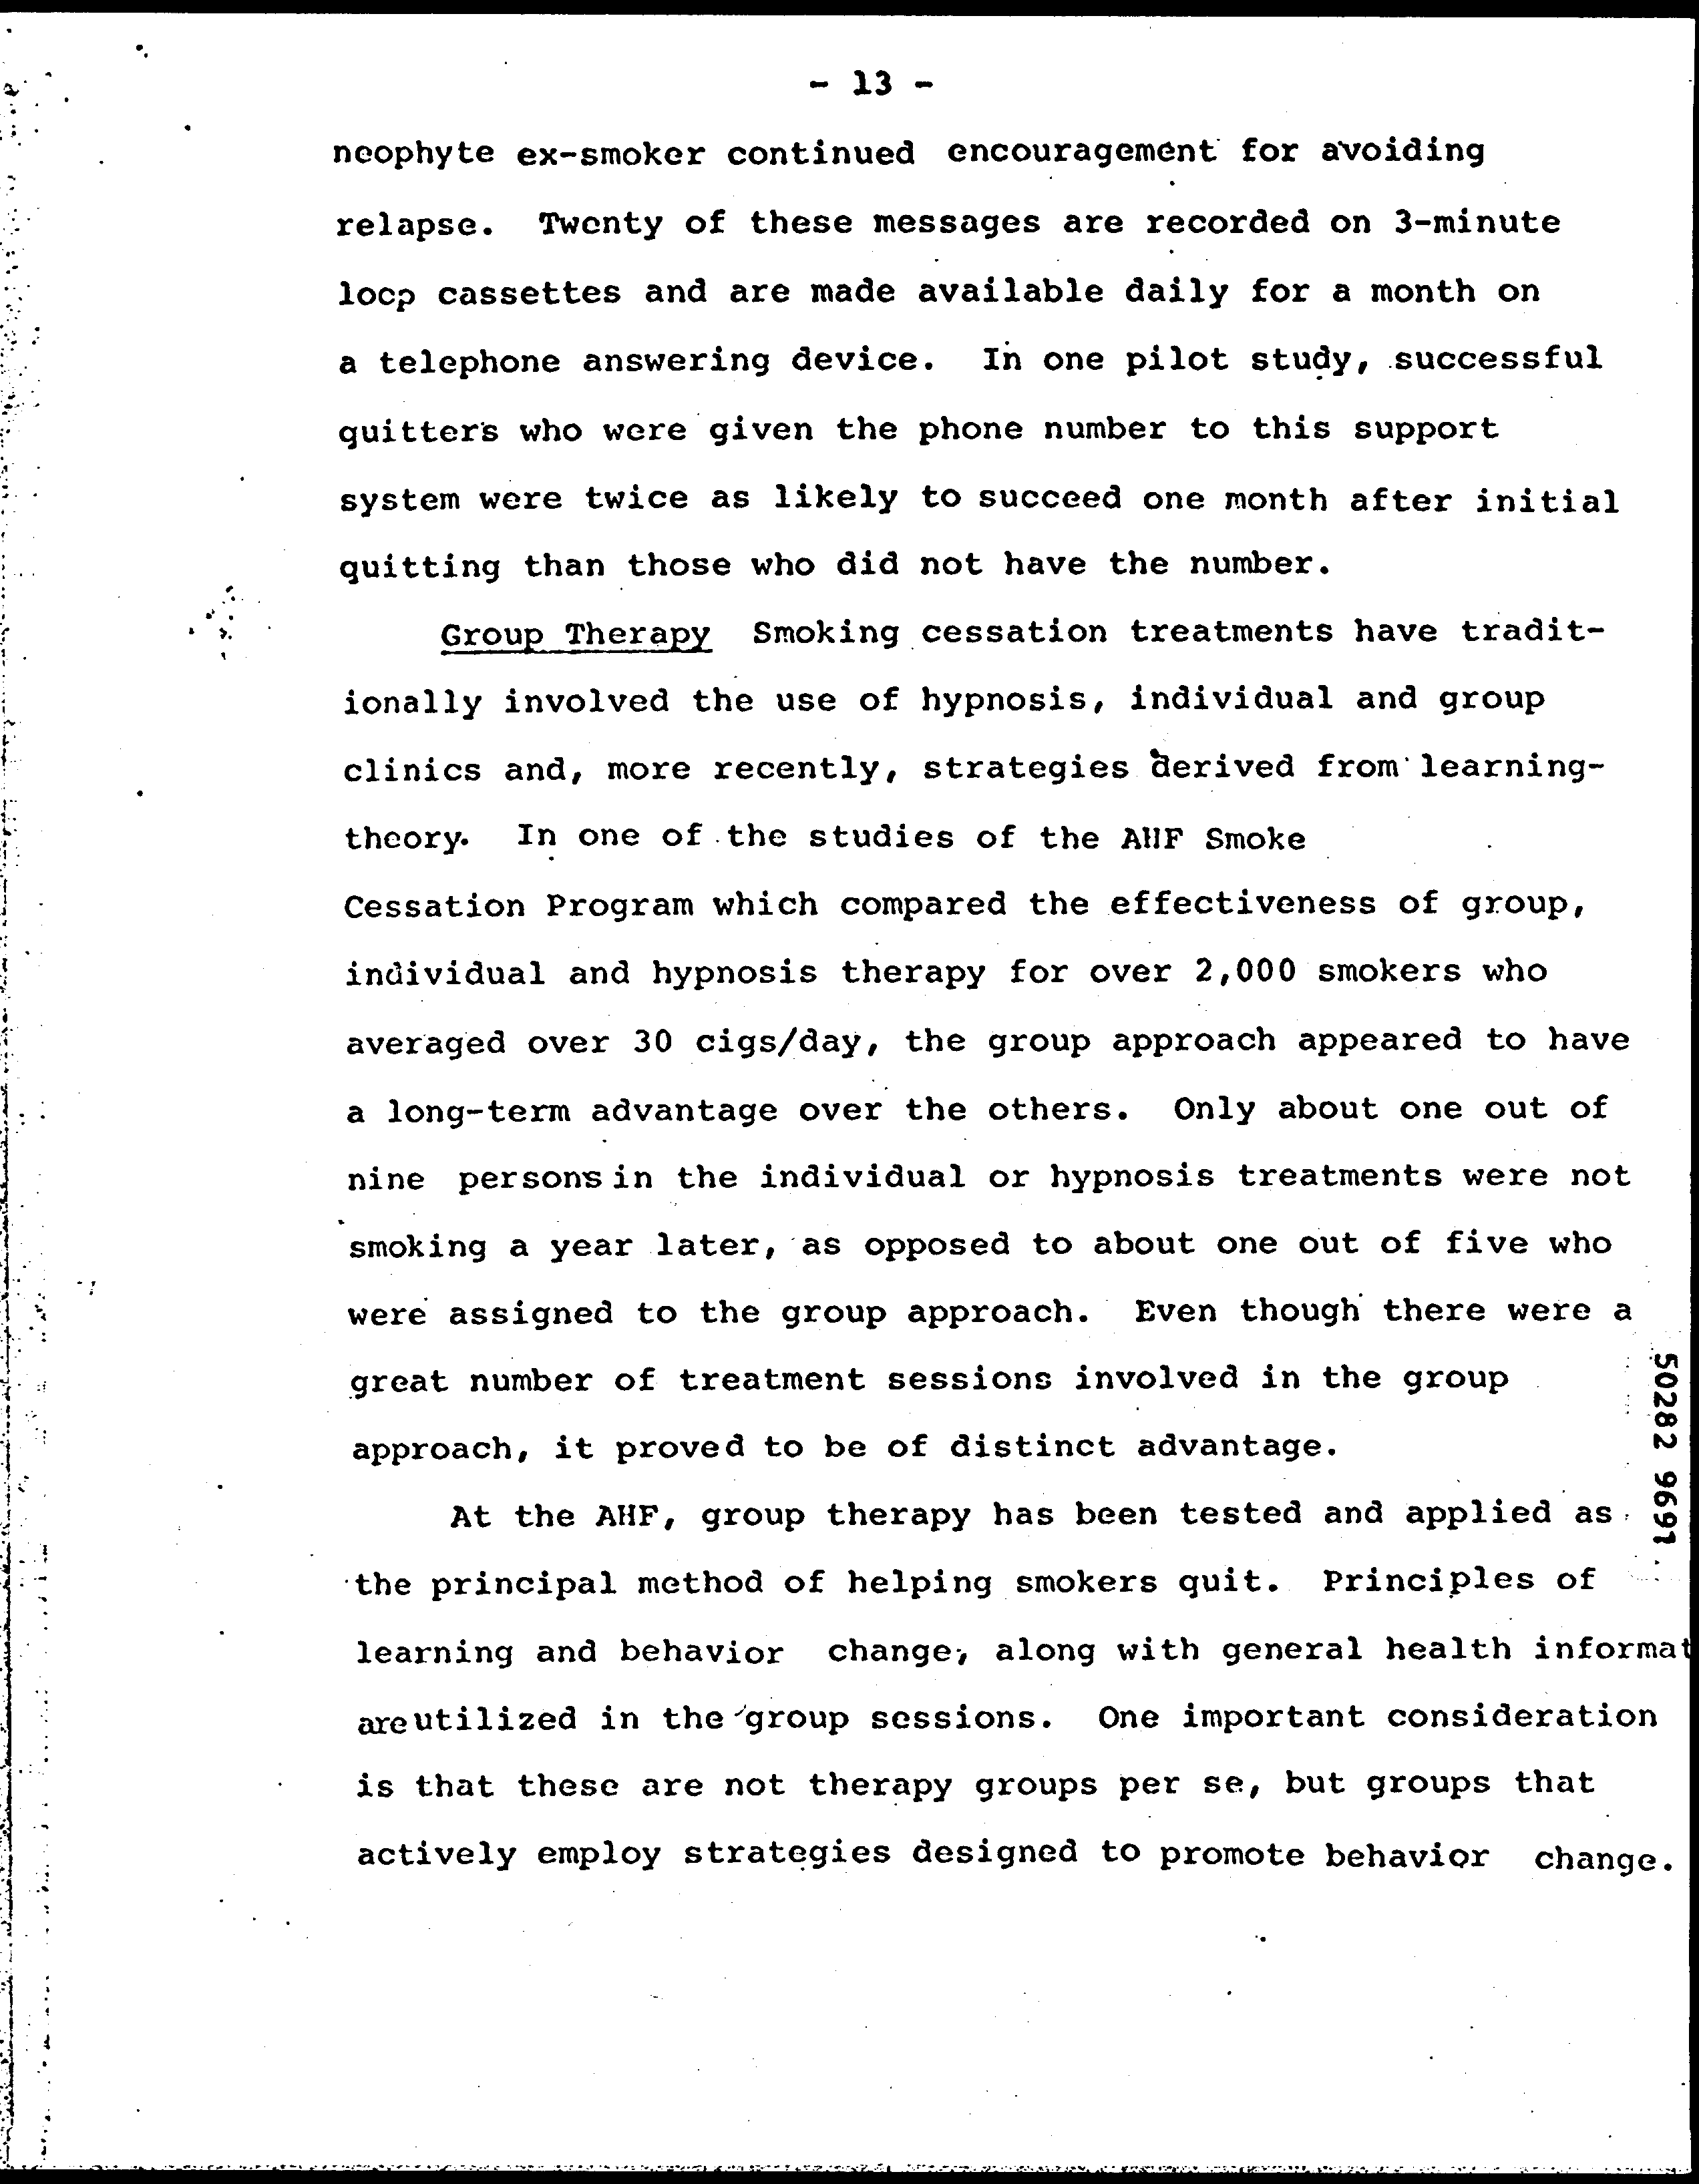 - 13 -
neophyte ex-smoker continued encouragement for avoiding
relapse. Twenty of these messages are recorded on 3-minute
loop cassettes and are made available daily for a month on
a telephone answering device. In one pilot study, successful
quitters who were given the phone number to this support
system were twice as likely to succeed one month after initial
quitting than those who did not have the number.
Group Therapy Smoking cessation treatments have tradit-
ionally involved the use of hypnosis, individual and group
clinics and, more recently, strategies derived from learning-
theory. In one of the studies of the AHF Smoke
Cessation Program which compared the effectiveness of group,
individual and hypnosis therapy for over 2,000 smokers who
averaged over 30 cigs/day, the group approach appeared to have
a long-term advantage over the others. Only about one out of
nine persons in the individual or hypnosis treatments were not
smoking a year later, as opposed to about one out of five who
were assigned to the group approach. Even though there were a
great number of treatment sessions involved in the group
approach, it proved to be of distinct advantage.
At the AHF, group therapy has been tested and applied as
the principal method of helping smokers quit. Principles of
learning and behavior change, along with general health informat
are utilized in the group sessions. One important consideration
is that these are not therapy groups per se, but groups that
actively employ strategies designed to promote behavior change.
50282 9691